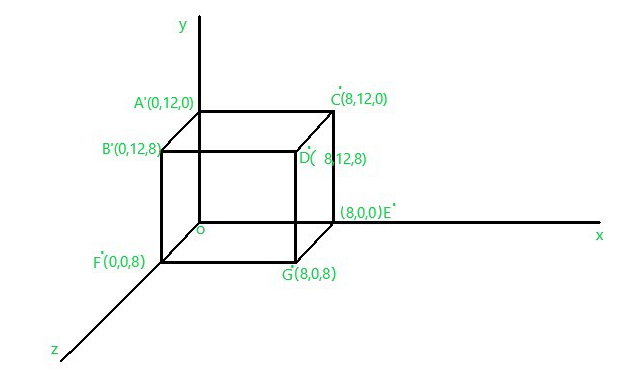 y
A'(0,12,0)
C'(8,12,0)
B'(0,12,8)
D'( 8,12,8)
(8,0,0)E'
o
x
F'(0,0,8)
G'(8,0,8)
z